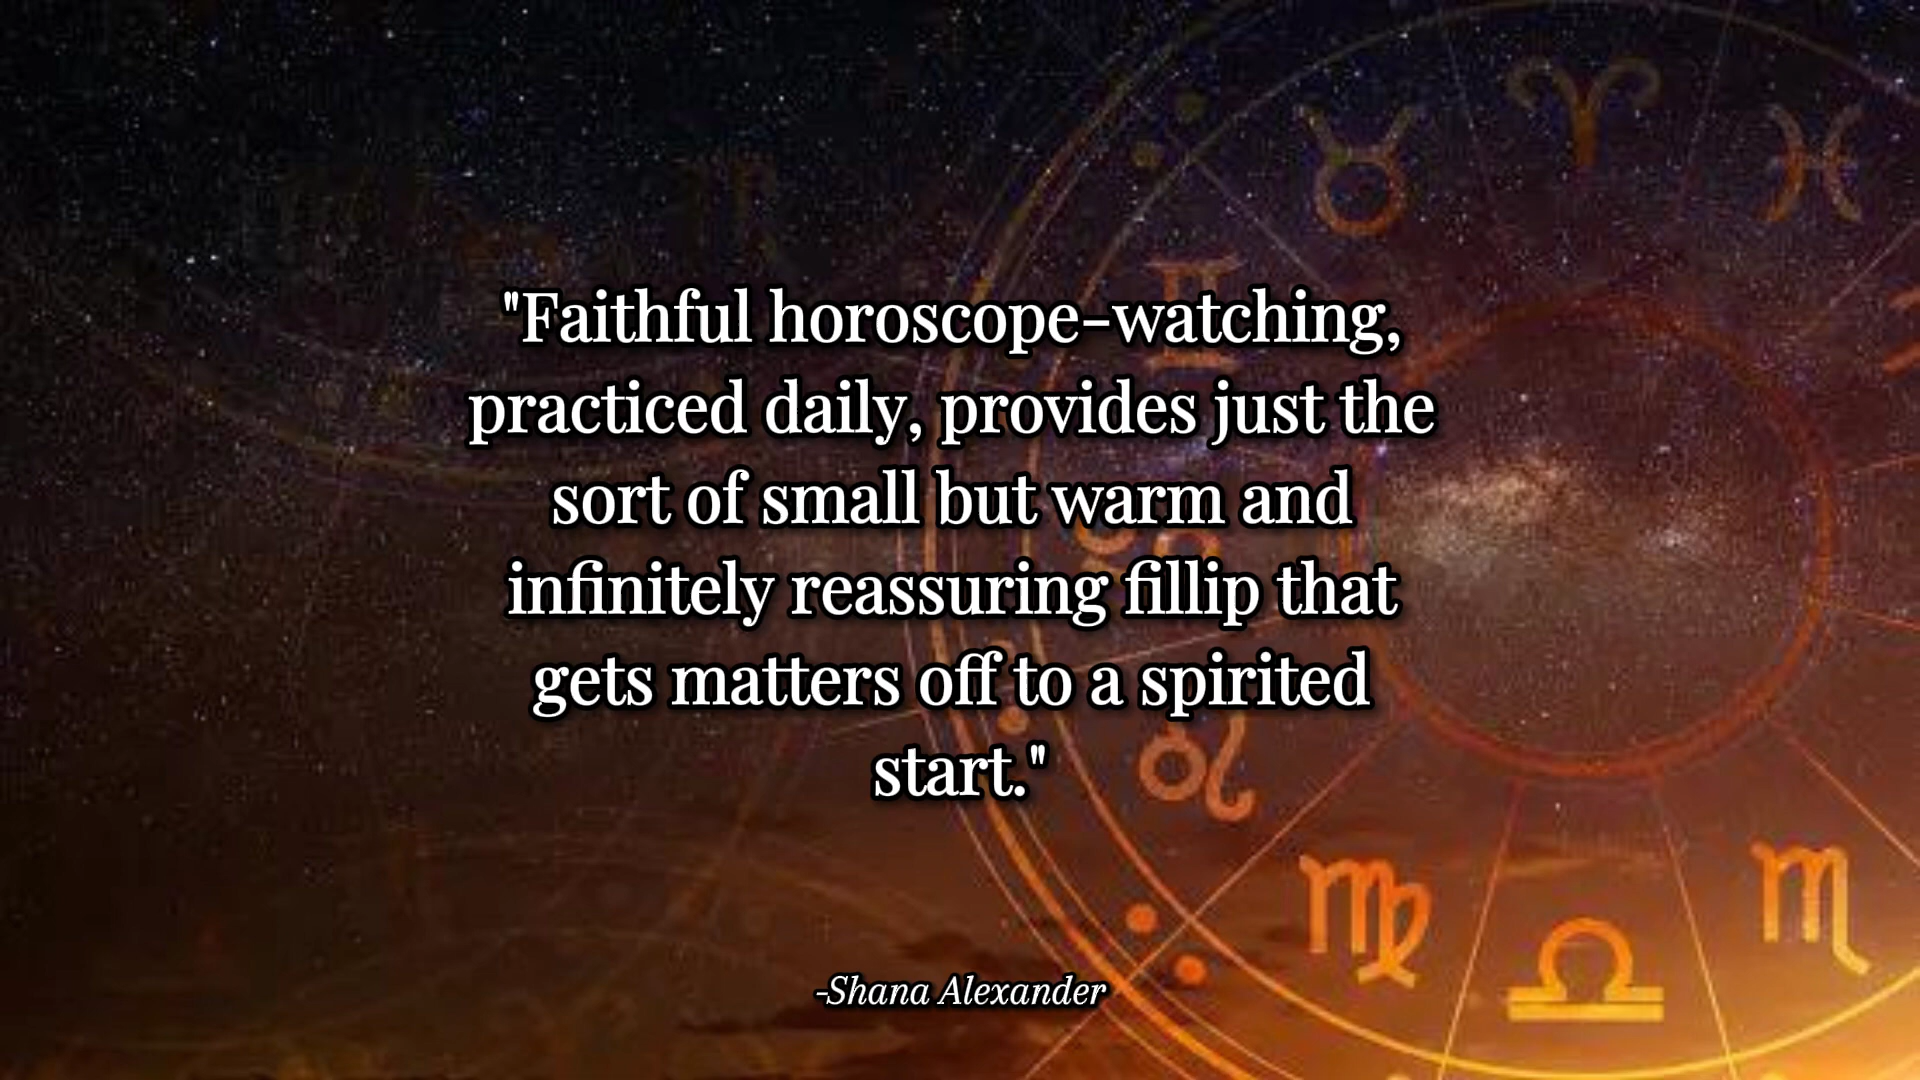 "Faithful horoscope-watching,
practiced daily, provides just the
sort of small but warm and
infinitely reassuring fillip that
gets matters off to a spirited
start."
-Shana Alexander